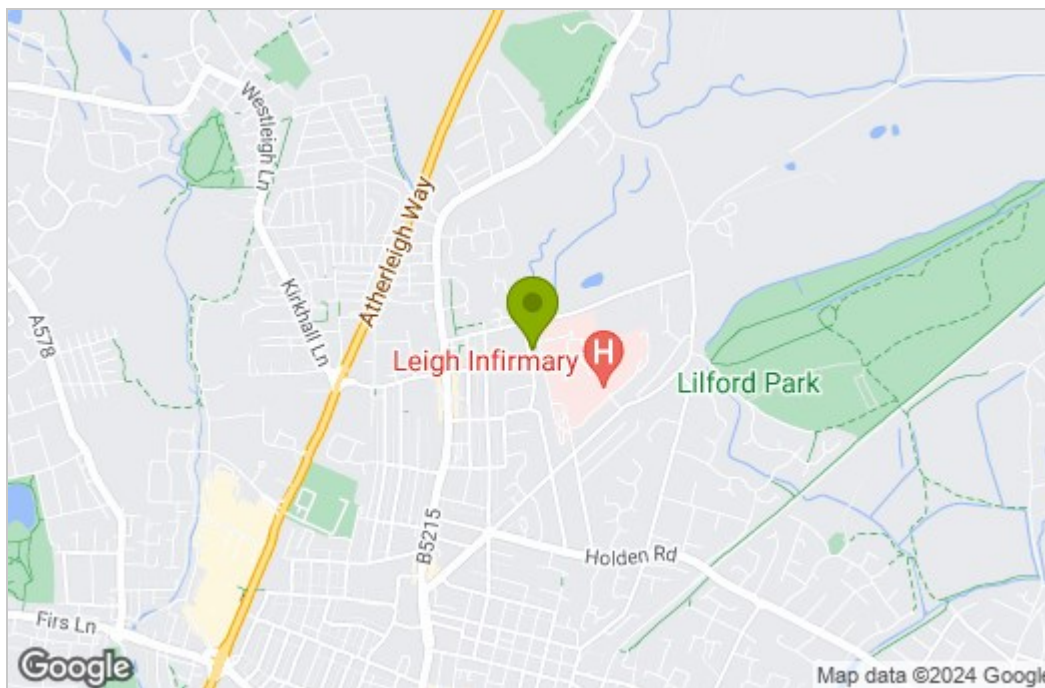 Westleigh Ln
Atherleigh Way
Kirkhall Ln
A578
Leigh Infirmary
H
Lilford Park
B5215
Holden Rd
Firs Ln
Google
Map data ©2024 Google